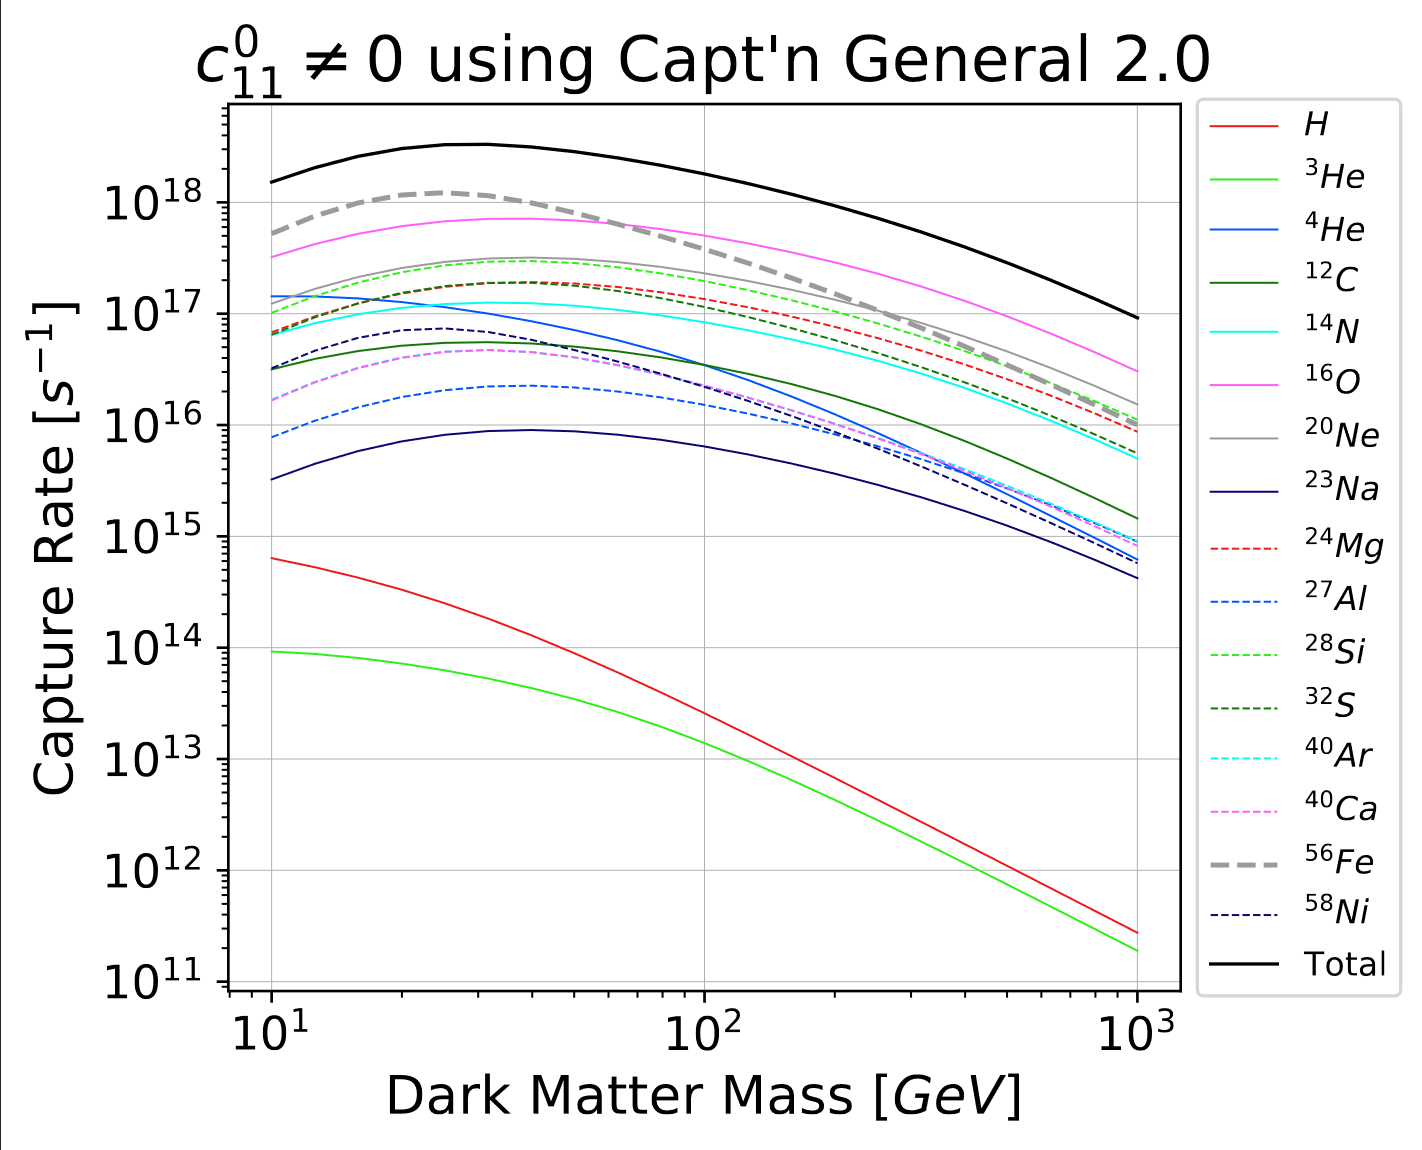 c⁰₁₁ ≠ 0 using Capt'n General 2.0
Capture Rate [s⁻¹]
10¹⁸
10¹⁷
10¹⁶
10¹⁵
10¹⁴
10¹³
10¹²
10¹¹
10¹ 10² 10³
Dark Matter Mass [GeV]
H
³He
⁴He
¹²C
¹⁴N
¹⁶O
²⁰Ne
²³Na
²⁴Mg
²⁷Al
²⁸Si
³²S
⁴⁰Ar
⁴⁰Ca
⁵⁶Fe
⁵⁸Ni
Total